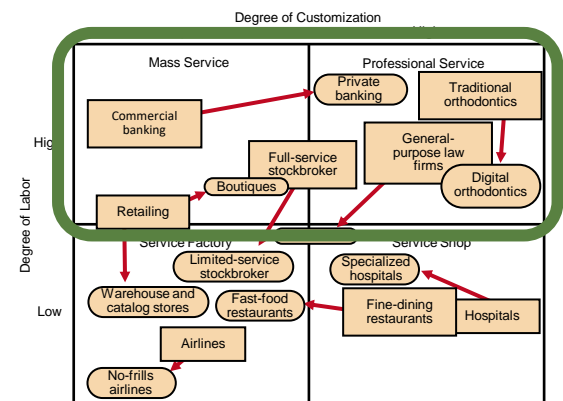 Degree of Customization
Mass Service
Professional Service
Private
banking
Traditional
orthodontics
Commercial
banking
High
General-
purpose law
firms
Full-service
stockbroker
Boutiques
Digital
orthodontics
Retailing
Degree of Labor
Service Factory
Service Shop
Limited-service
stockbroker
Specialized
hospitals
Low
Warehouse and
catalog stores
Fast-food
restaurants
Fine-dining
restaurants
Hospitals
Airlines
No-frills
airlines